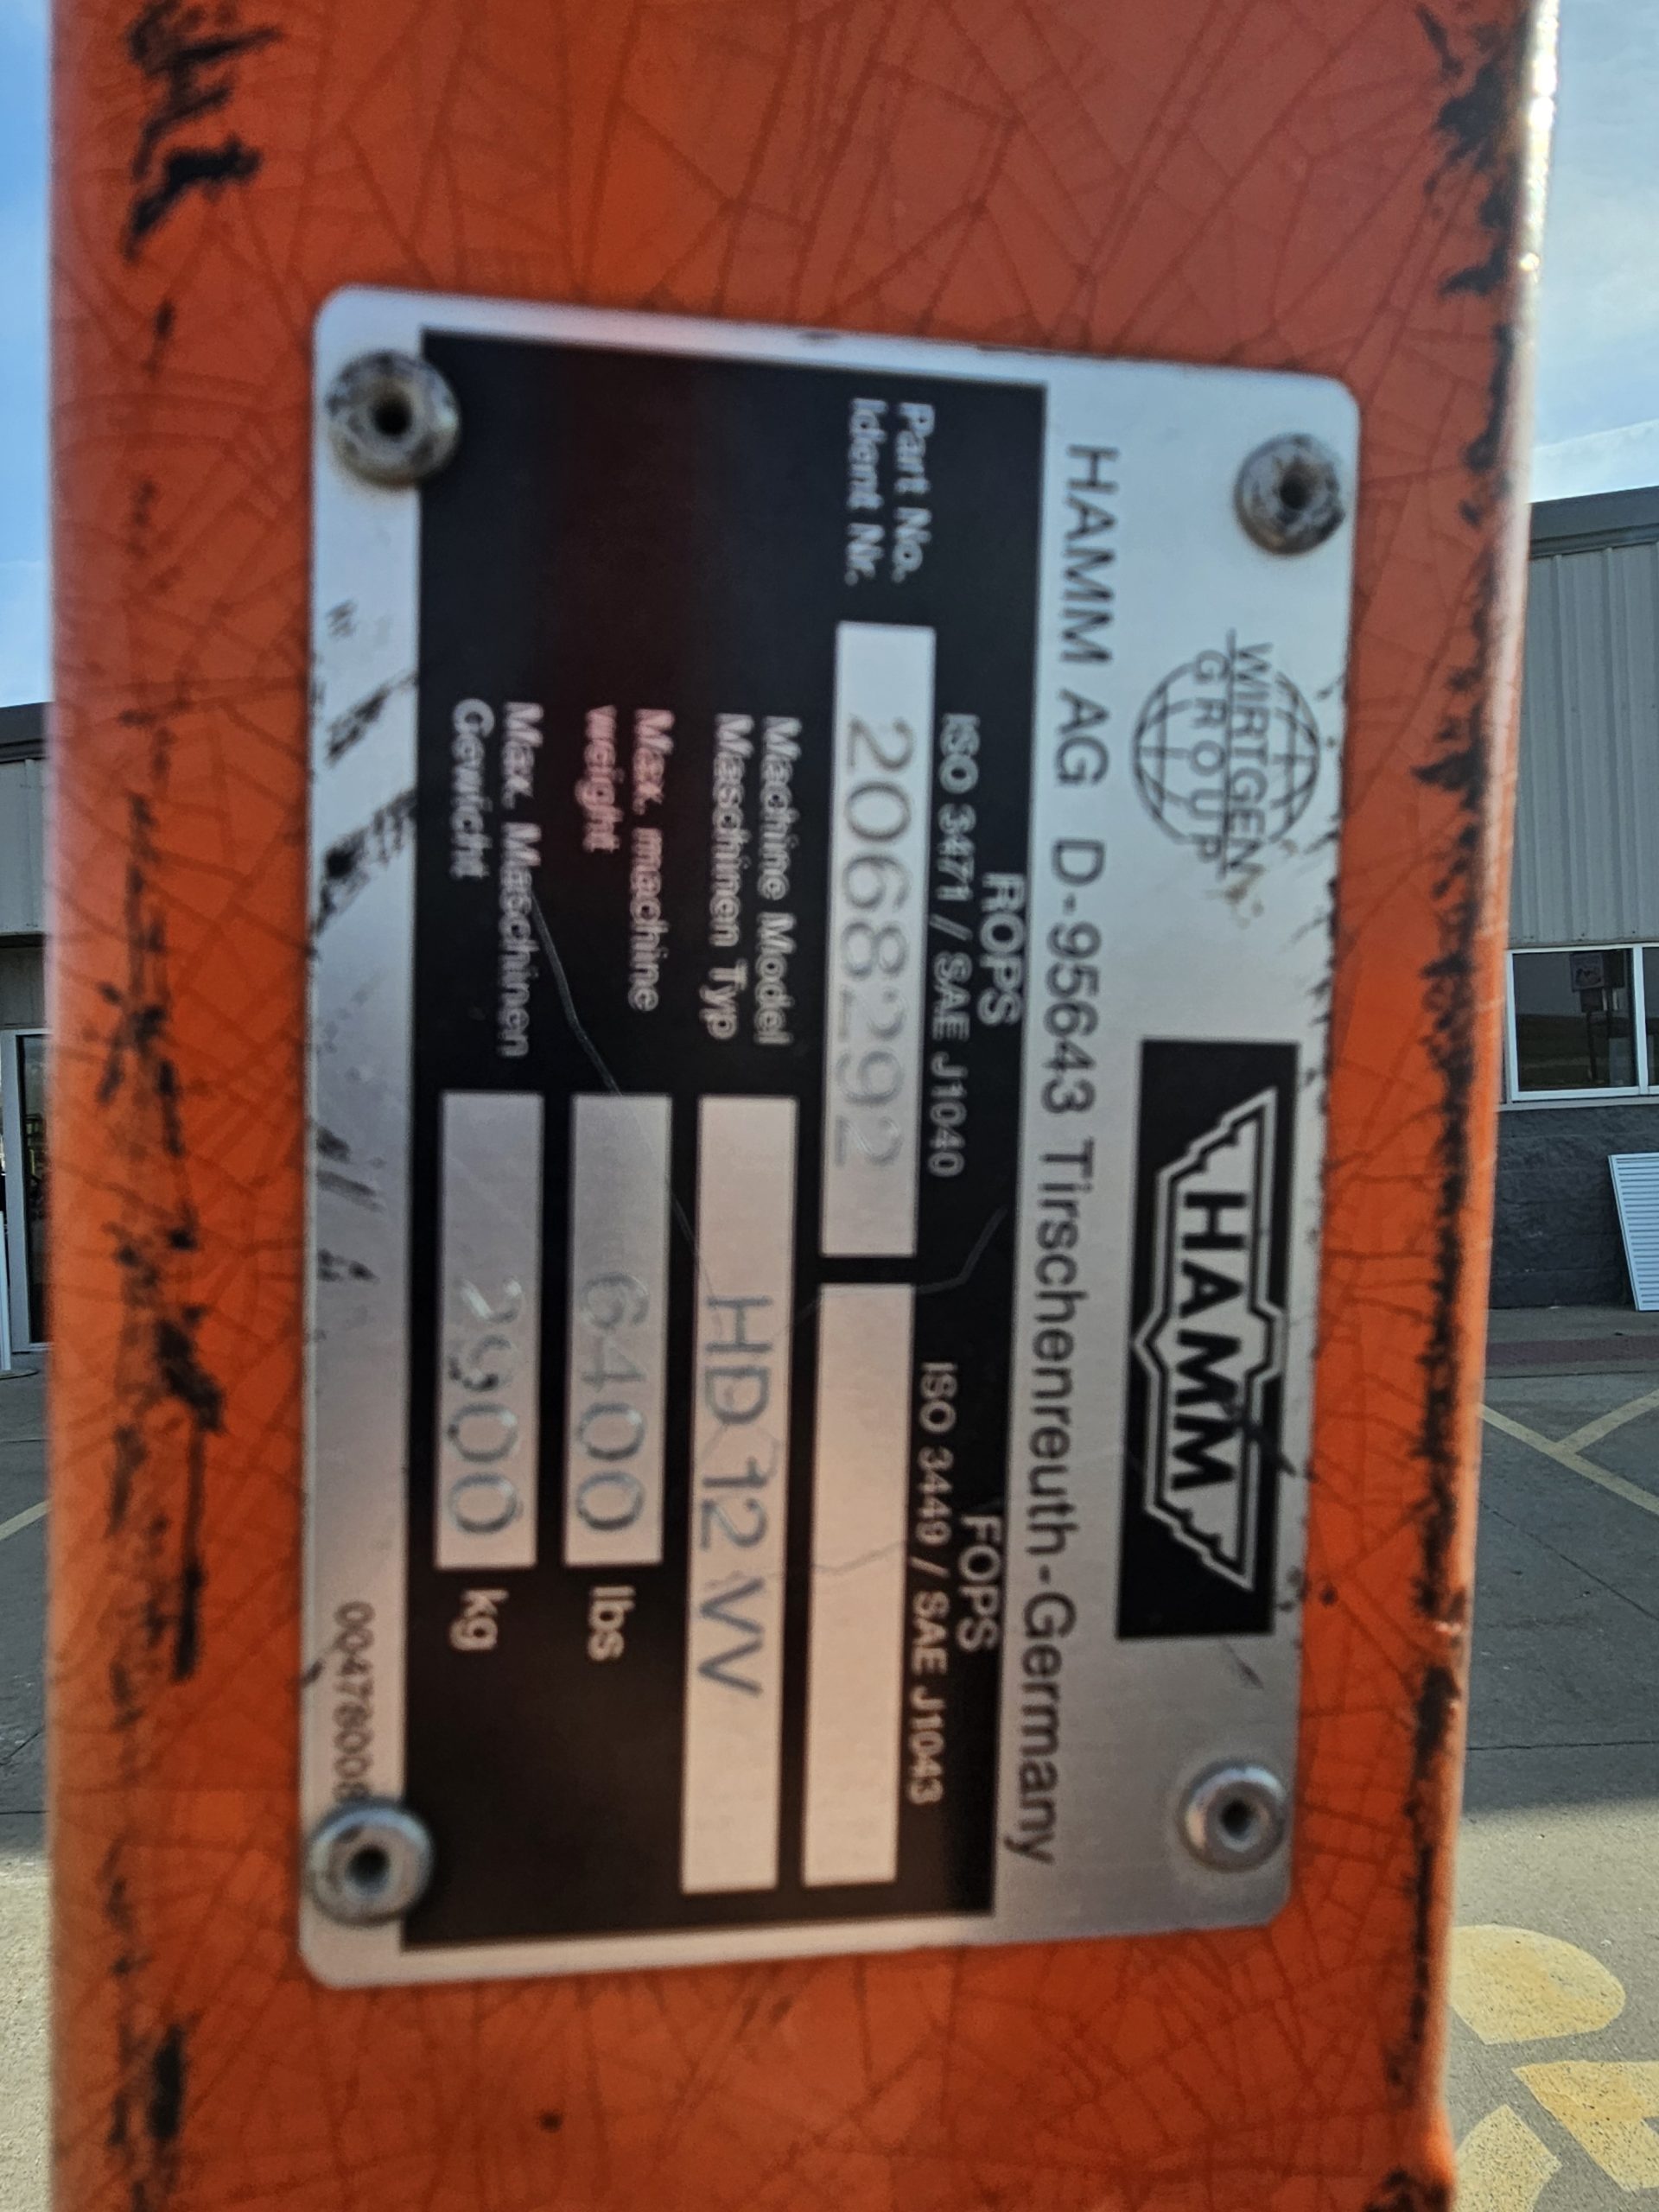 WIRTGEN
GROUP
HAMM
HAMM AG D-95643 Tirschenreuth-Germany
ROPS
FOPS
ISO 3471 / SAE J1040
ISO 3449 / SAE J1043
Part No.
Ident Nr.
2068292
Machine Model
Maschinen Typ
HD 12 VV
Max. machine
weight
6400 lbs
Max. Maschinen
Gewicht
2900 kg